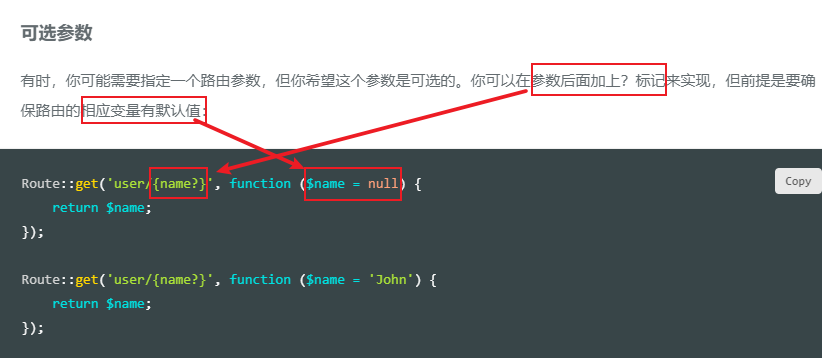 可选参数
有时，你可能需要指定一个路由参数，但你希望这个参数是可选的。你可以在参数后面加上？标记来实现，但前提是要确
保路由的相应变量有默认值：
Copy
Route::get('user/{name?}', function ($name = null) {
    return $name;
});
Route::get('user/{name?}', function ($name = 'John') {
    return $name;
});